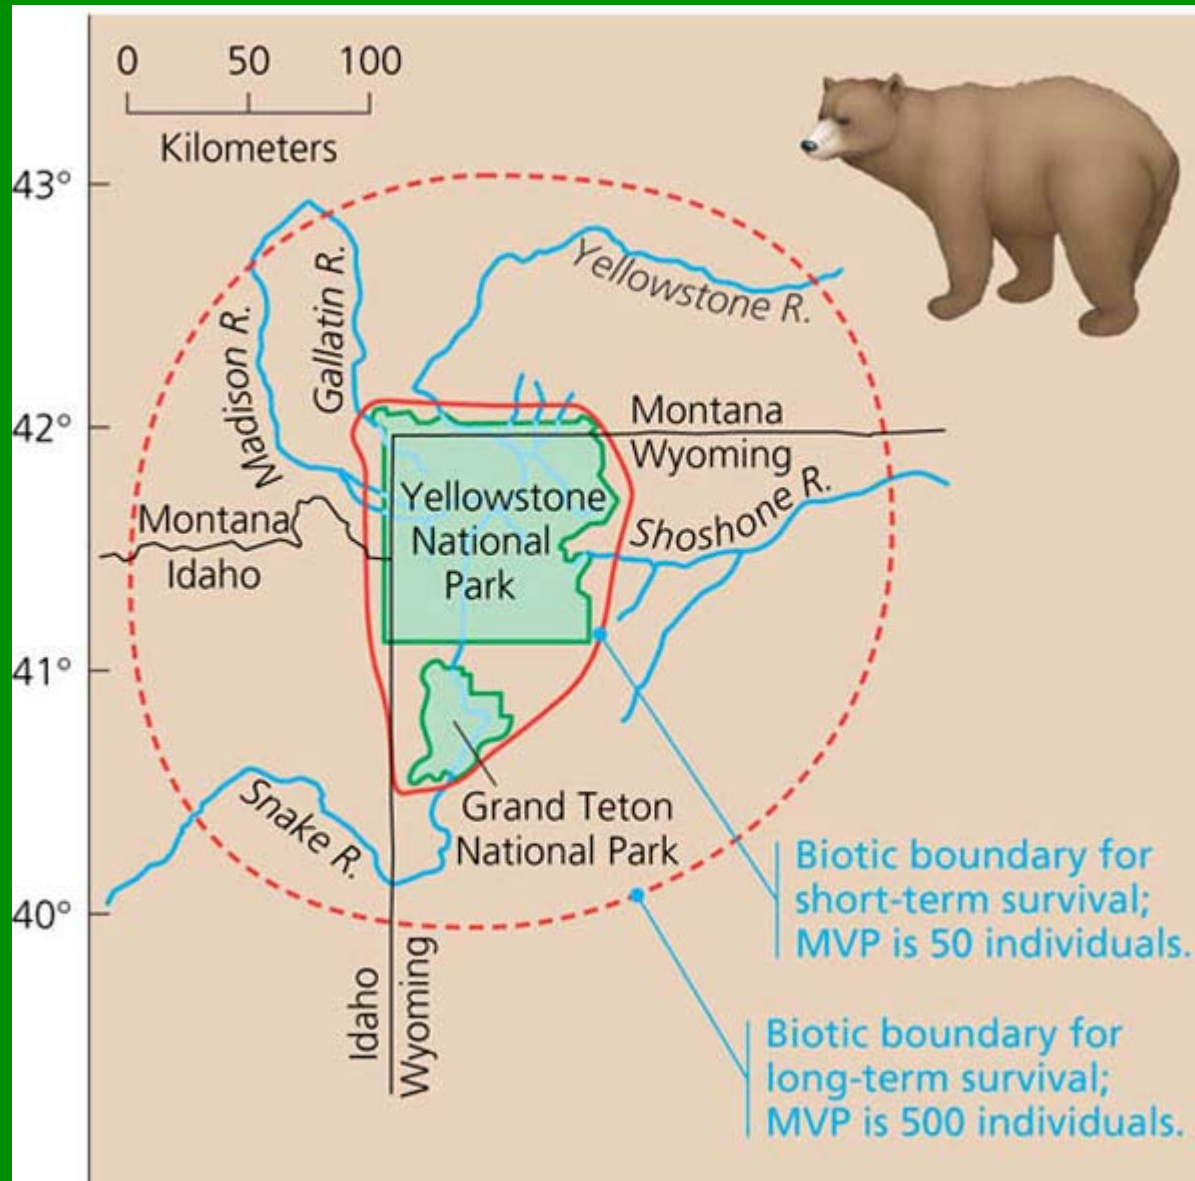 0 50 100
Kilometers
43°
42°
41°
40°
Madison R.
Gallatin R.
Yellowstone R.
Montana
Wyoming
Shoshone R.
Montana
Idaho
Yellowstone
National
Park
Snake R.
Grand Teton
National Park
Idaho
Wyoming
Biotic boundary for
short-term survival;
MVP is 50 individuals.
Biotic boundary for
long-term survival;
MVP is 500 individuals.